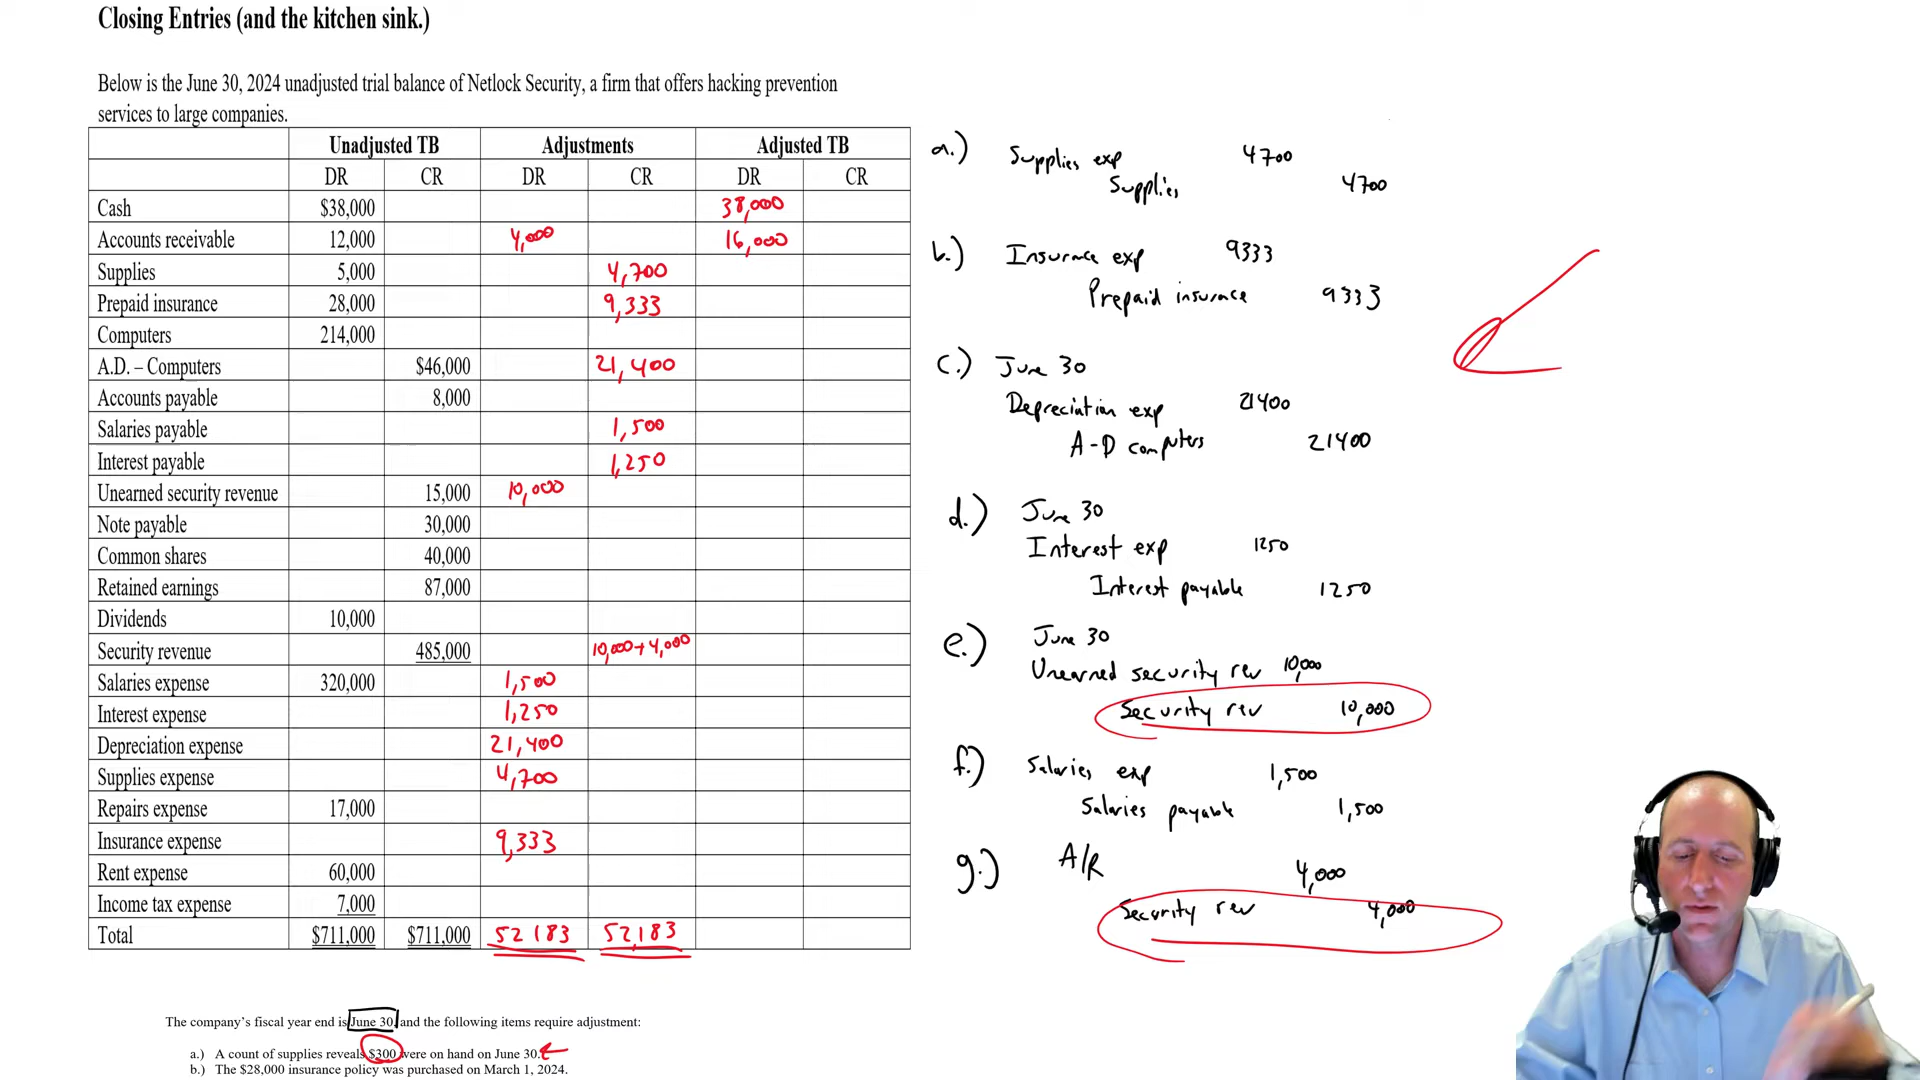 Closing Entries (and the kitchen sink.)
Below is the June 30, 2024 unadjusted trial balance of Netlock Security, a firm that offers hacking prevention
services to large companies.
Unadjusted TB Adjustments Adjusted TB
DR CR DR CR DR CR
Cash $38,000 38,000
Accounts receivable 12,000 4,000 16,000
Supplies 5,000 4,700
Prepaid insurance 28,000 9,333
Computers 214,000
A.D. – Computers $46,000 21,400
Accounts payable 8,000
Salaries payable 1,500
Interest payable 1,250
Unearned security revenue 15,000 10,000
Note payable 30,000
Common shares 40,000
Retained earnings 87,000
Dividends 10,000
Security revenue 485,000 10,000+4,000
Salaries expense 320,000 1,500
Interest expense 1,250
Depreciation expense 21,400
Supplies expense 4,700
Repairs expense 17,000
Insurance expense 9,333
Rent expense 60,000
Income tax expense 7,000
Total $711,000 $711,000 52183 52,183
The company's fiscal year end is June 30, and the following items require adjustment:
a.) A count of supplies reveals $300 were on hand on June 30.
b.) The $28,000 insurance policy was purchased on March 1, 2024.
a.) Supplies exp 4700
Supplies 4700
b.) Insurance exp 9333
Prepaid insurance 9333
c.) June 30
Depreciation exp 21400
A-D computers 21400
d.) June 30
Interest exp 1250
Interest payable 1250
e.) June 30
Unearned security rev 10,000
Security rev 10,000
f.) Salaries exp 1,500
Salaries payable 1,500
g.) A/R 4,000
Security rev 4,000